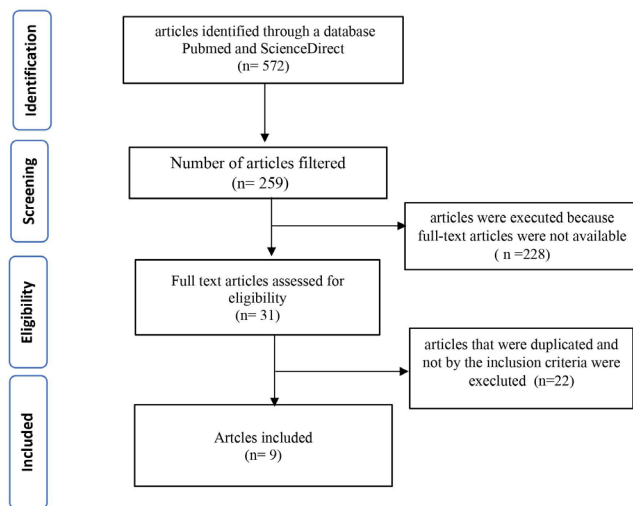 Identification
articles identified through a database
Pubmed and ScienceDirect
(n= 572)
Screening
Number of articles filtered
(n= 259)
articles were executed because
full-text articles were not available
( n =228)
Eligibility
Full text articles assessed for
eligibility
(n= 31)
articles that were duplicated and
not by the inclusion criteria were
execluted (n=22)
Included
Artcles included
(n= 9)